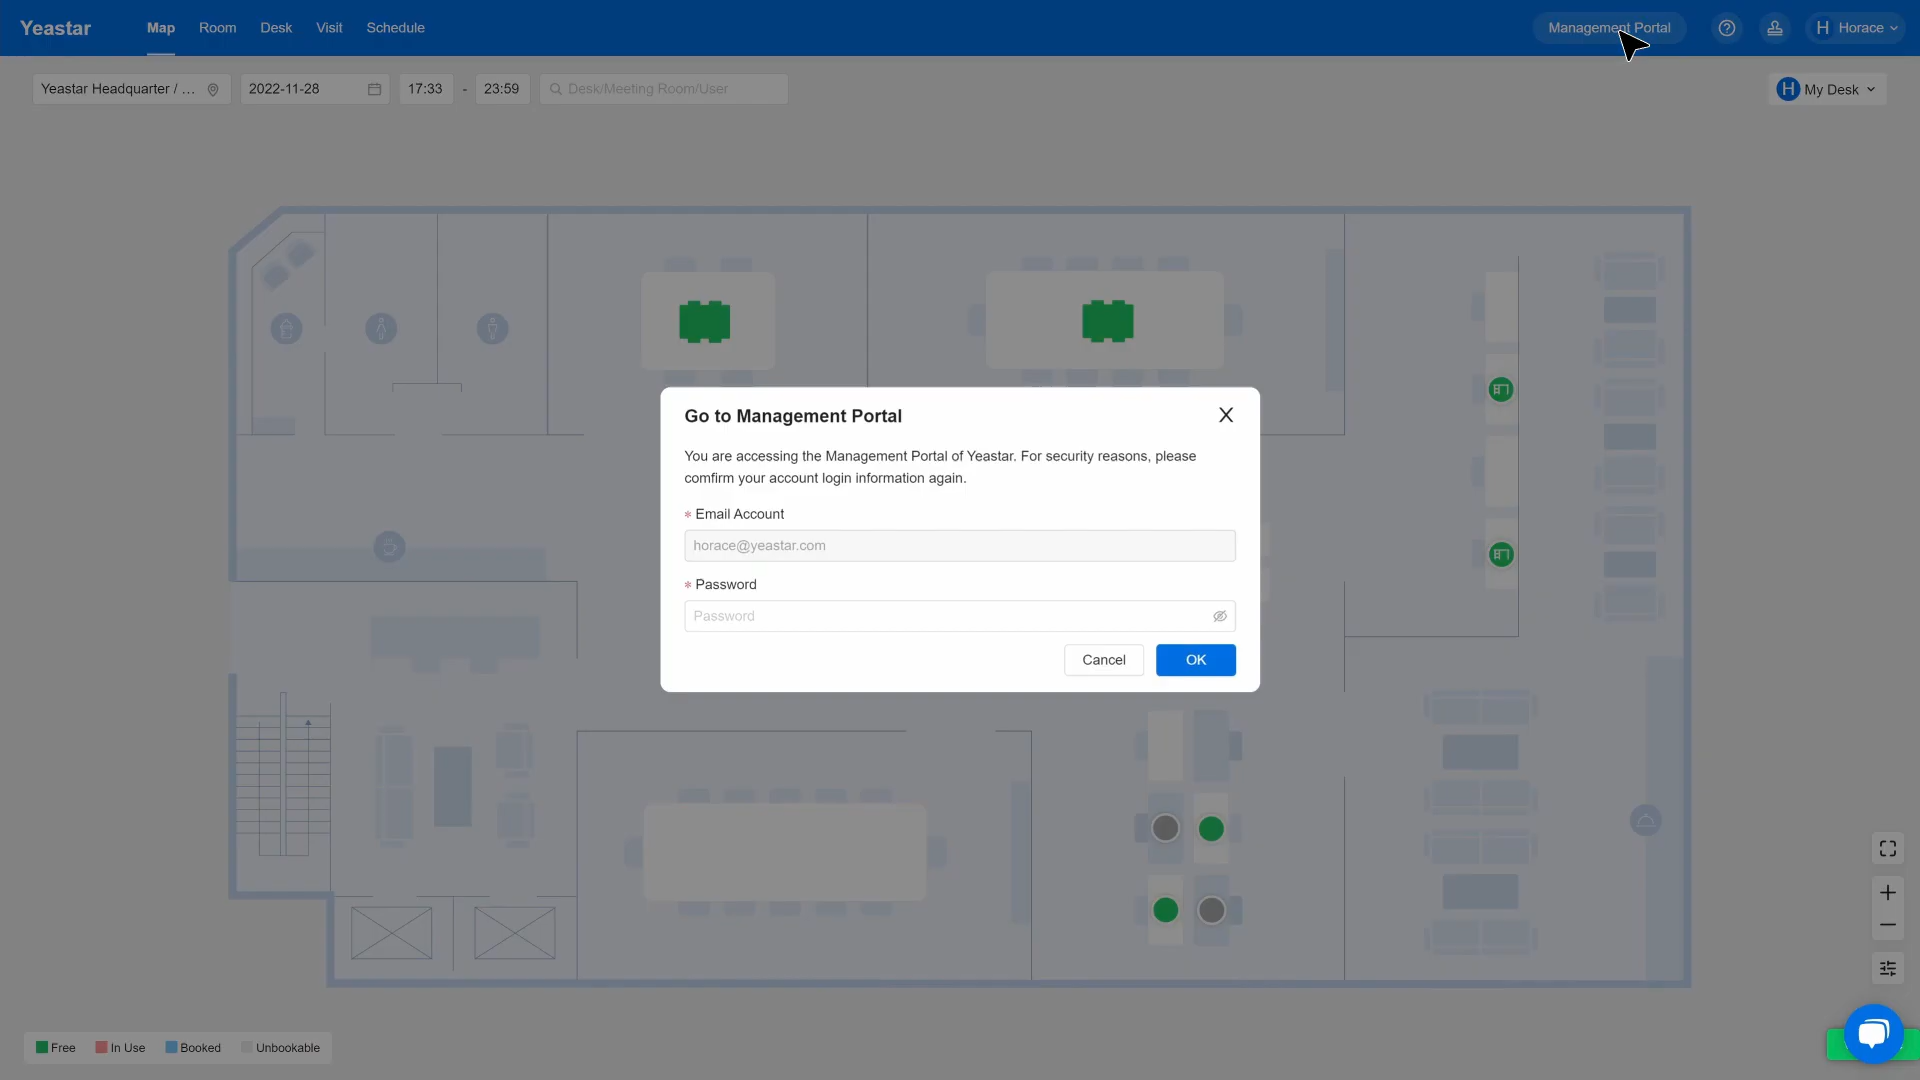 Yeastar
Map
Room
Desk
Visit
Schedule
Management Portal
H Horace
Yeastar Headquarter / ...
2022-11-28
17:33 - 23:59
Desk/Meeting Room/User
H My Desk
Go to Management Portal
You are accessing the Management Portal of Yeastar. For security reasons, please
comfirm your account login information again.
* Email Account
horace@yeastar.com
* Password
Password
Cancel
OK
Free
In Use
Booked
Unbookable